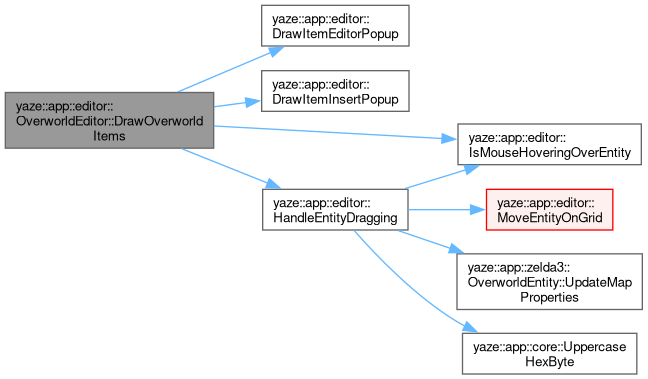 yaze::app::editor::
DrawItemEditorPopup
yaze::app::editor::
DrawItemInsertPopup
yaze::app::editor::
OverworldEditor::DrawOverworld
Items
yaze::app::editor::
IsMouseHoveringOverEntity
yaze::app::editor::
HandleEntityDragging
yaze::app::editor::
MoveEntityOnGrid
yaze::app::zelda3::
OverworldEntity::UpdateMap
Properties
yaze::app::core::Uppercase
HexByte